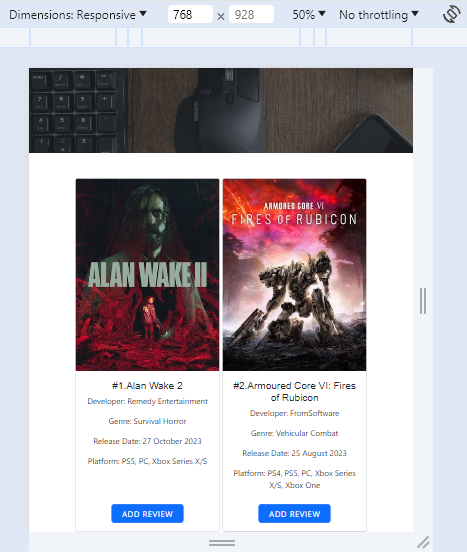 Dimensions: Responsive ▼ 768 × 928 50% ▼ No throttling ▼
ALAN WAKE II
ARMORED CORE VI
FIRES OF RUBICON
#1.Alan Wake 2
Developer: Remedy Entertainment
Genre: Survival Horror
Release Date: 27 October 2023
Platform: PS5, PC, Xbox Series X/S
ADD REVIEW
#2.Armoured Core VI: Fires
of Rubicon
Developer: FromSoftware
Genre: Vehicular Combat
Release Date: 25 August 2023
Platform: PS4, PS5, PC, Xbox Series
X/S, Xbox One
ADD REVIEW